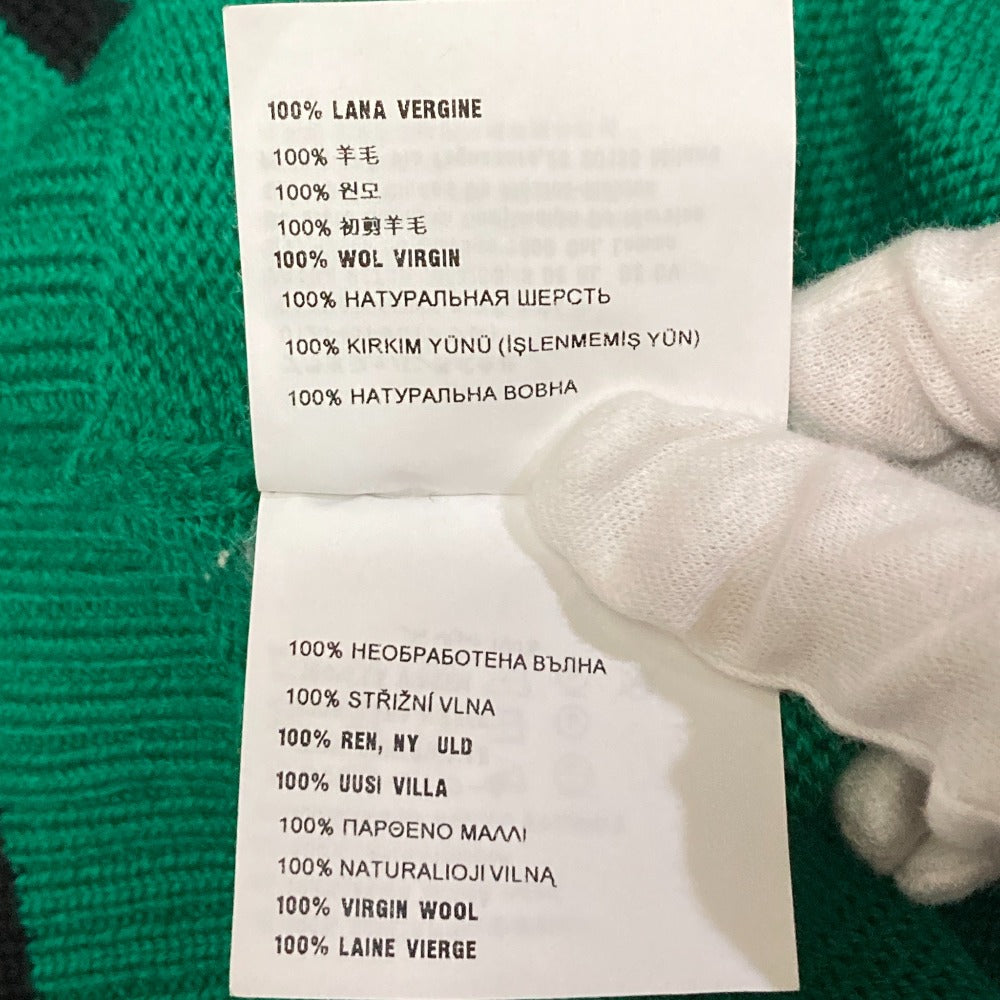 100% LANA VERGINE
100% 羊毛
100% 원모
100% 初剪羊毛
100% WOL VIRGIN
100% НАТУРАЛЬНАЯ ШЕРСТЬ
100% KIRKIM YÜNÜ (İŞLENMEMİŞ YÜN)
100% НАТУРАЛЬНА ВОВНА
100% НЕОБРАБОТЕНА ВЪЛНА
100% STŘIŽNÍ VLNA
100% REN, NY ULD
100% UUSI VILLA
100% ΠΑΡΘΕΝΟ ΜΑΛΛΙ
100% NATURALIOJI VILNĄ
100% VIRGIN WOOL
100% LAINE VIERGE